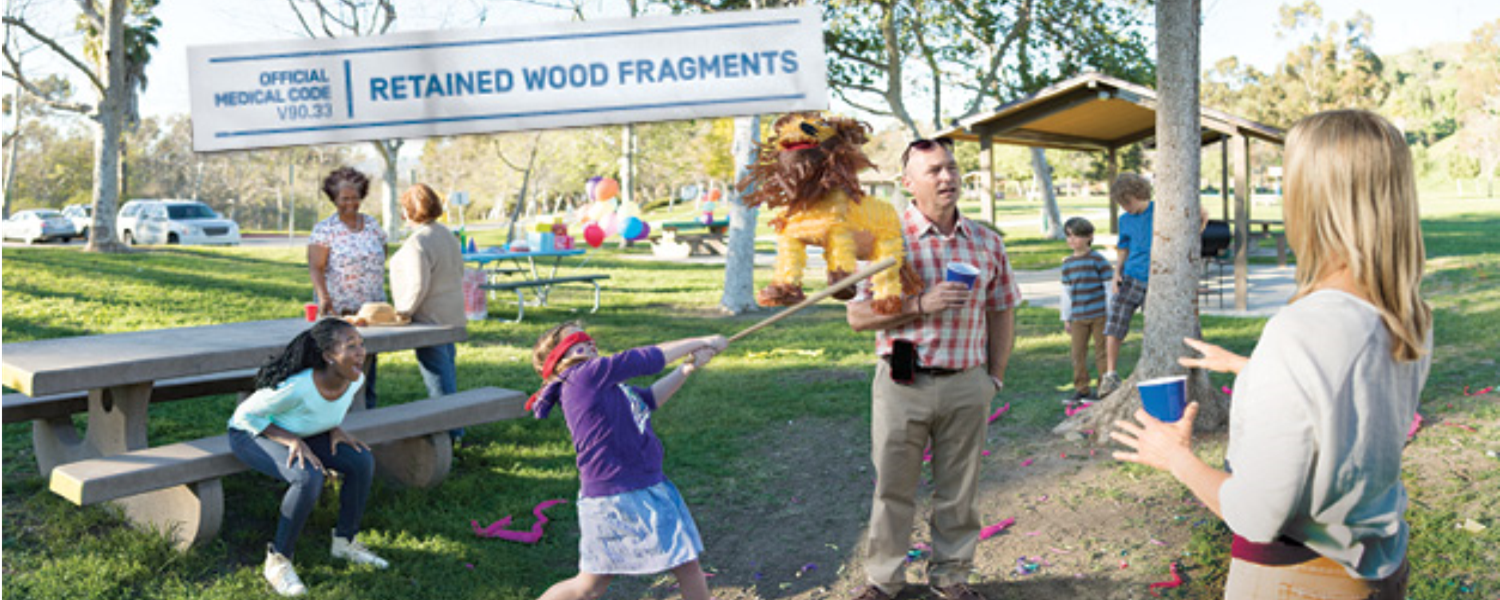 OFFICIAL
MEDICAL CODE
V90.33
RETAINED WOOD FRAGMENTS